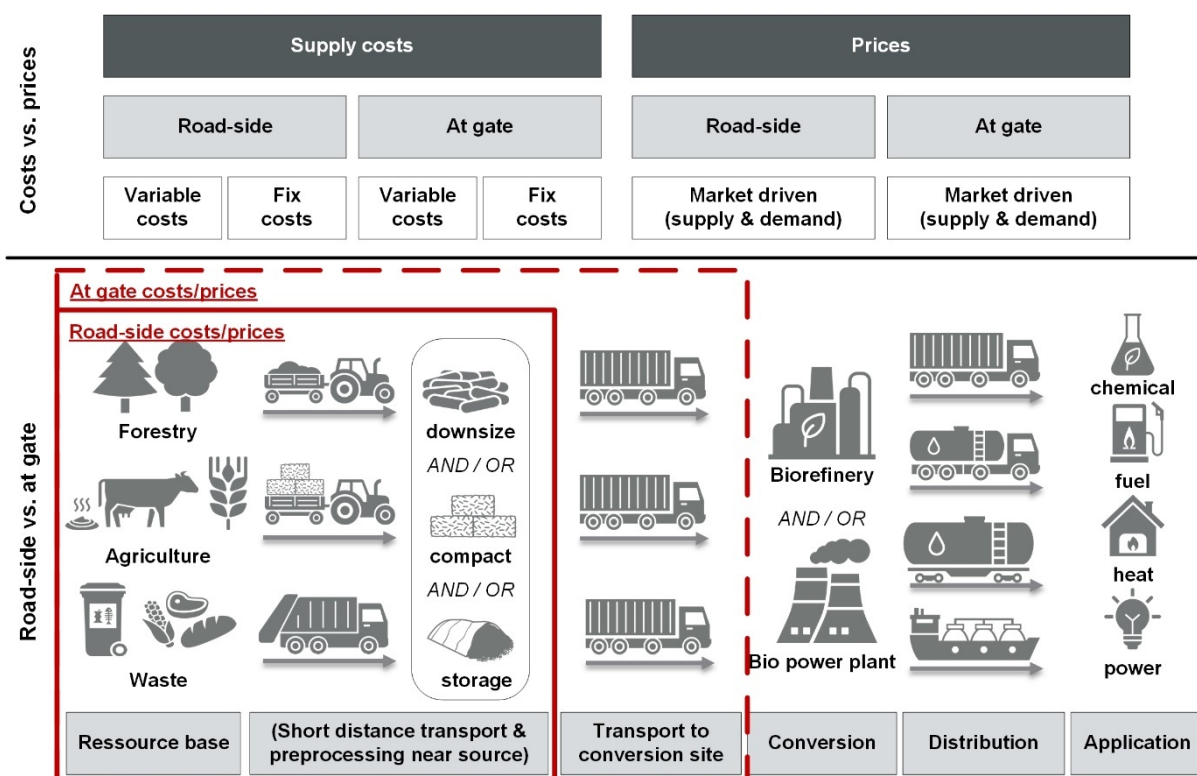 Costs vs. prices
Supply costs
Prices
Road-side
At gate
Road-side
At gate
Variable
costs
Fix
costs
Variable
costs
Fix
costs
Market driven
(supply & demand)
Market driven
(supply & demand)
Road-side vs. at gate
At gate costs/prices
Road-side costs/prices
Forestry
Agriculture
Waste
downsize
AND / OR
compact
AND / OR
storage
Biorefinery
AND / OR
Bio power plant
chemical
fuel
heat
power
Ressource base
(Short distance transport &
preprocessing near source)
Transport to
conversion site
Conversion
Distribution
Application